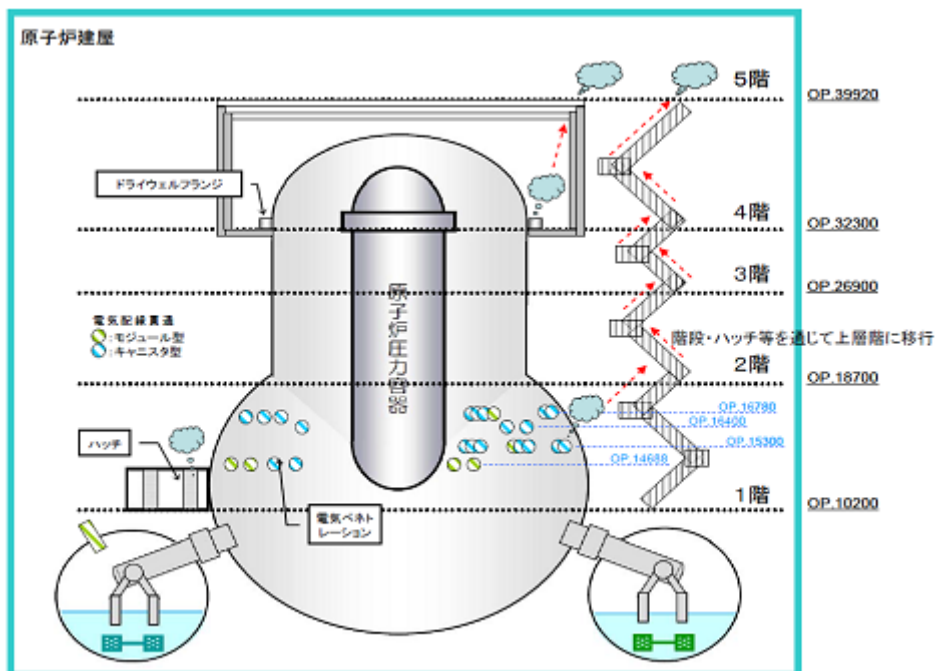 原子炉建屋
5階
OP.39920
ドライウェルフランジ
4階
OP.32300
3階
OP.26900
原子炉圧力容器
電気配線貫通
:モジュール型
:キャニスタ型
階段・ハッチ等を通じて上層階に移行
2階
OP.18700
OP.16780
OP.16400
ハッチ
OP.15300
OP.14688
1階
OP.10200
電気ペネト
レーション